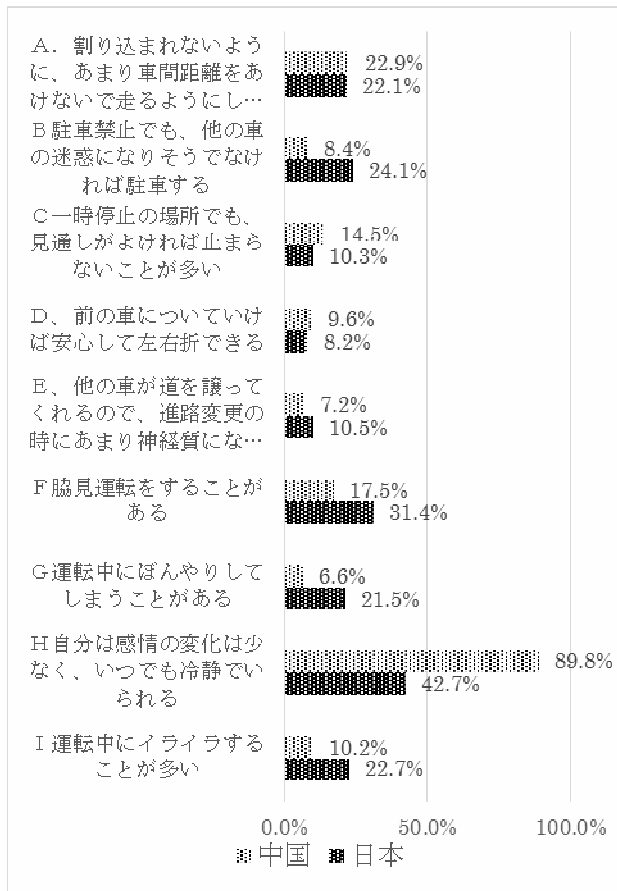 A．割り込まれないよう
に、あまり車間距離をあ
けないで走るようにし…
22.9%
22.1%
B駐車禁止でも、他の車
の迷惑になりそうでなけ
れば駐車する
8.4%
24.1%
C一時停止の場所でも、
見通しがよければ止まら
ないことが多い
14.5%
10.3%
D、前の車についていけ
ば安心して左右折できる
9.6%
8.2%
E、他の車が道を譲って
くれるので、進路変更の
時にあまり神経質にな…
7.2%
10.5%
F脇見運転をすることが
ある
17.5%
31.4%
G運転中にぼんやりして
しまうことがある
6.6%
21.5%
H自分は感情の変化は少
なく、いつでも冷静でい
られる
89.8%
42.7%
I運転中にイライラする
ことが多い
10.2%
22.7%
0.0% 50.0% 100.0%
中国 日本